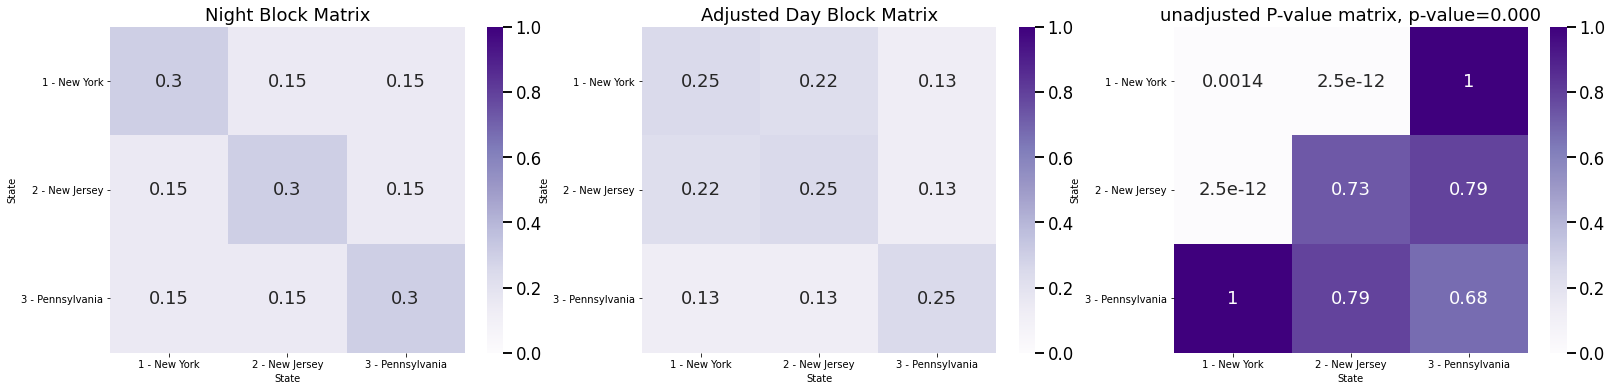 Night Block Matrix
State
1 - New York
2 - New Jersey
3 - Pennsylvania
0.3 0.15 0.15
0.15 0.3 0.15
0.15 0.15 0.3
1 - New York 2 - New Jersey 3 - Pennsylvania
State
1.0
0.8
0.6
0.4
0.2
0.0
Adjusted Day Block Matrix
State
1 - New York
2 - New Jersey
3 - Pennsylvania
0.25 0.22 0.13
0.22 0.25 0.13
0.13 0.13 0.25
1 - New York 2 - New Jersey 3 - Pennsylvania
State
1.0
0.8
0.6
0.4
0.2
0.0
unadjusted P-value matrix, p-value=0.000
State
1 - New York
2 - New Jersey
3 - Pennsylvania
0.0014 2.5e-12 1
2.5e-12 0.73 0.79
1 0.79 0.68
1 - New York 2 - New Jersey 3 - Pennsylvania
State
1.0
0.8
0.6
0.4
0.2
0.0